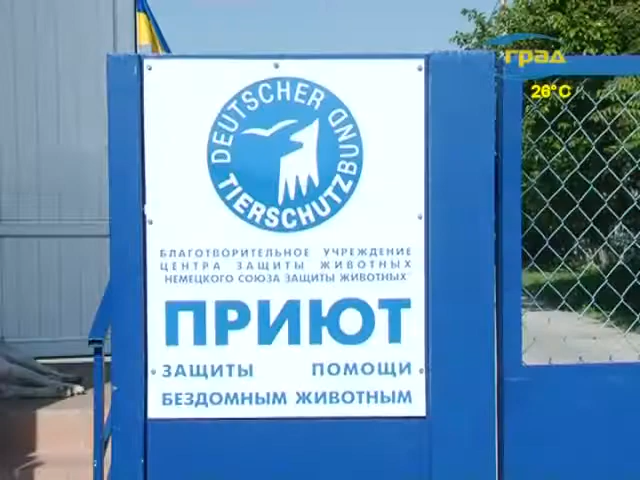 град
26°C
DEUTSCHER
TIERSCHUTZBUND
БЛАГОТВОРИТЕЛЬНОЕ УЧРЕЖДЕНИЕ
ЦЕНТРА ЗАЩИТЫ ЖИВОТНЫХ
НЕМЕЦКОГО СОЮЗА ЗАЩИТЫ ЖИВОТНЫХ
ПРИЮТ
ЗАЩИТЫ ПОМОЩИ
БЕЗДОМНЫМ ЖИВОТНЫМ